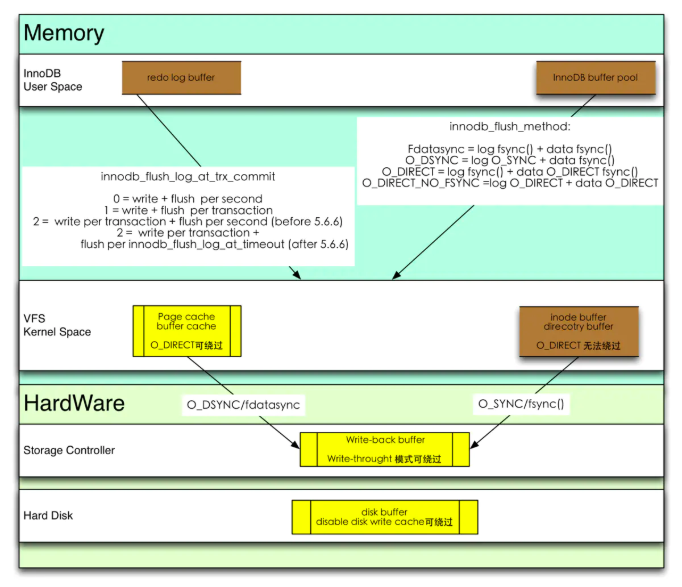 Memory
InnoDB
User Space
redo log buffer
InnoDB buffer pool
innodb_flush_method:
Fdatasync = log fsync() + data fsync()
O_DSYNC = log O_SYNC + data fsync()
O_DIRECT = log fsync() + data O_DIRECT fsync()
O_DIRECT_NO_FSYNC =log O_DIRECT + data O_DIRECT
innodb_flush_log_at_trx_commit
0 = write + flush per second
1 = write + flush per transaction
2 = write per transaction + flush per second (before 5.6.6)
2 = write per transaction +
flush per innodb_flush_log_at_timeout (after 5.6.6)
VFS
Kernel Space
Page cache
buffer cache
O_DIRECT可绕过
inode buffer
direcotry buffer
O_DIRECT 无法绕过
HardWare
O_DSYNC/fdatasync
O_SYNC/fsync()
Storage Controller
Write-back buffer
Write-throught 模式可绕过
Hard Disk
disk buffer
disable disk write cache可绕过